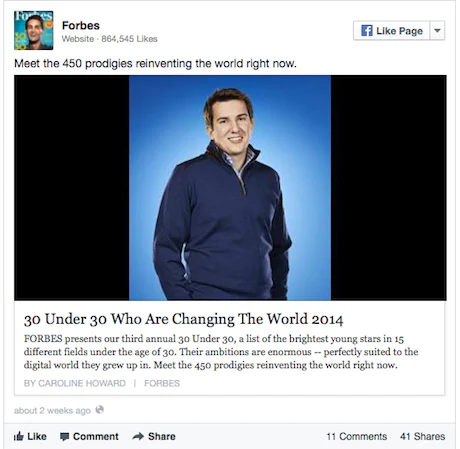 Forbes
Forbes
Website · 864,545 Likes
Like Page
Meet the 450 prodigies reinventing the world right now.
30 Under 30 Who Are Changing The World 2014
FORBES presents our third annual 30 Under 30, a list of the brightest young stars in 15
different fields under the age of 30. Their ambitions are enormous -- perfectly suited to the
digital world they grew up in. Meet the 450 prodigies reinventing the world right now.
BY CAROLINE HOWARD | FORBES
about 2 weeks ago
Like Comment Share 11 Comments 41 Shares